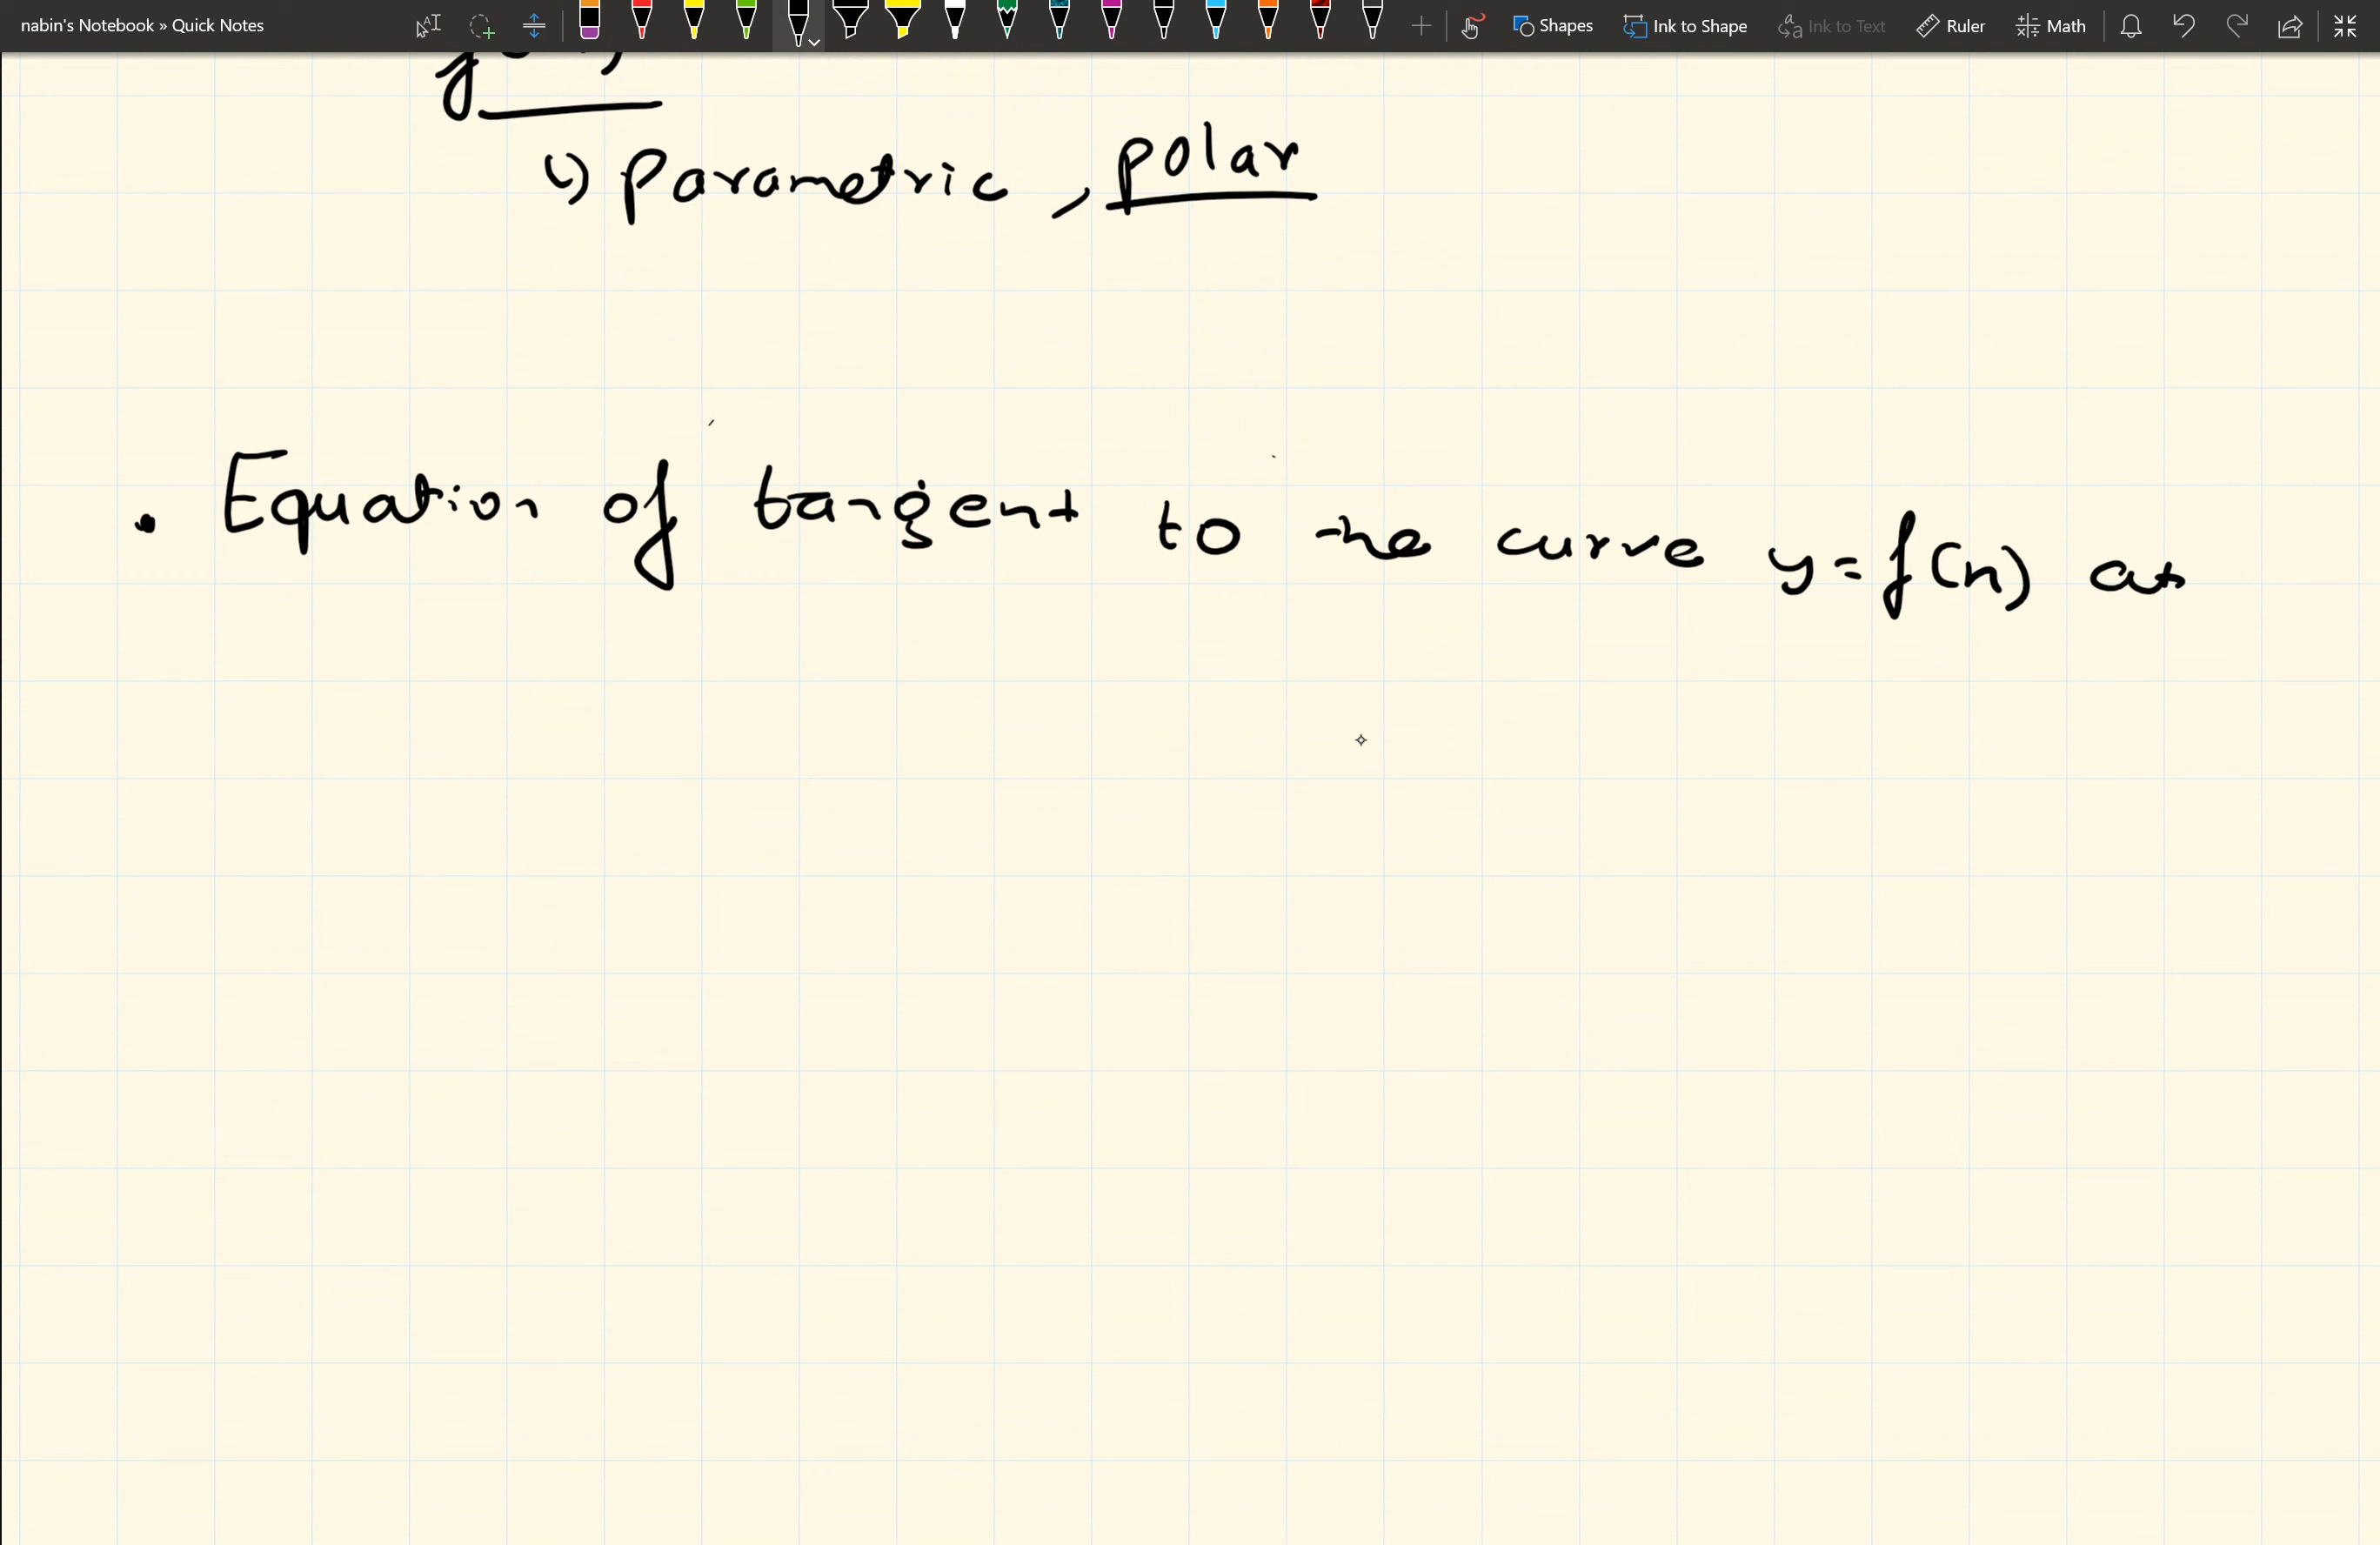 nabin's Notebook » Quick Notes Shapes Ink to Shape Ink to Text Ruler Math
Parametric, polar
. Equation of tangent to the curve y=f(n) at